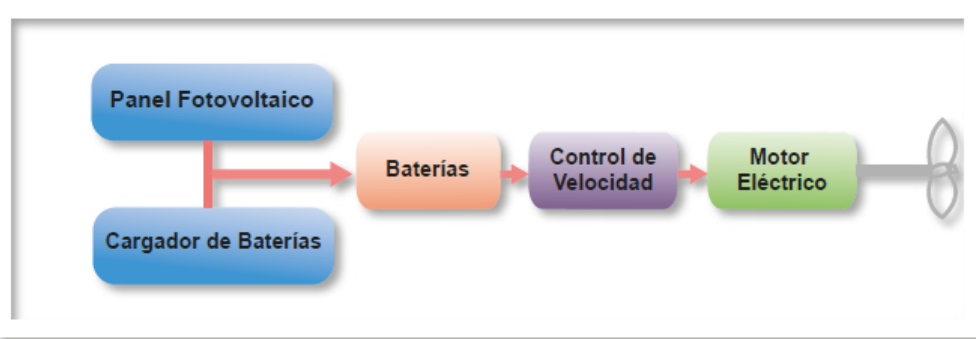 Panel Fotovoltaico
Cargador de Baterías
Baterías
Control de
Velocidad
Motor
Eléctrico